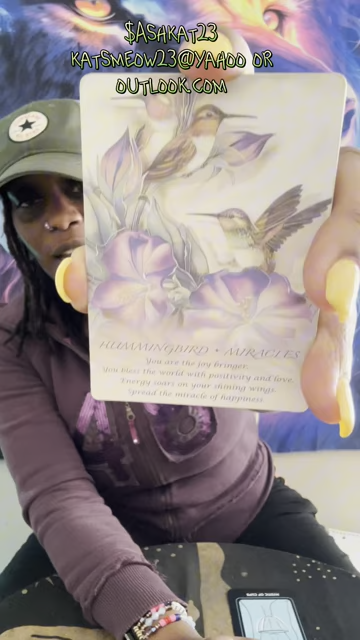 $ASHKAT23
KATSMEOW23@YAHOO OR
OUTLOOK.COM
HUMMINGBIRD • MIRACLES
You are the joy bringer.
You bless the world with positivity and love.
Energy soars on your shining wings.
Spread the miracle of happiness